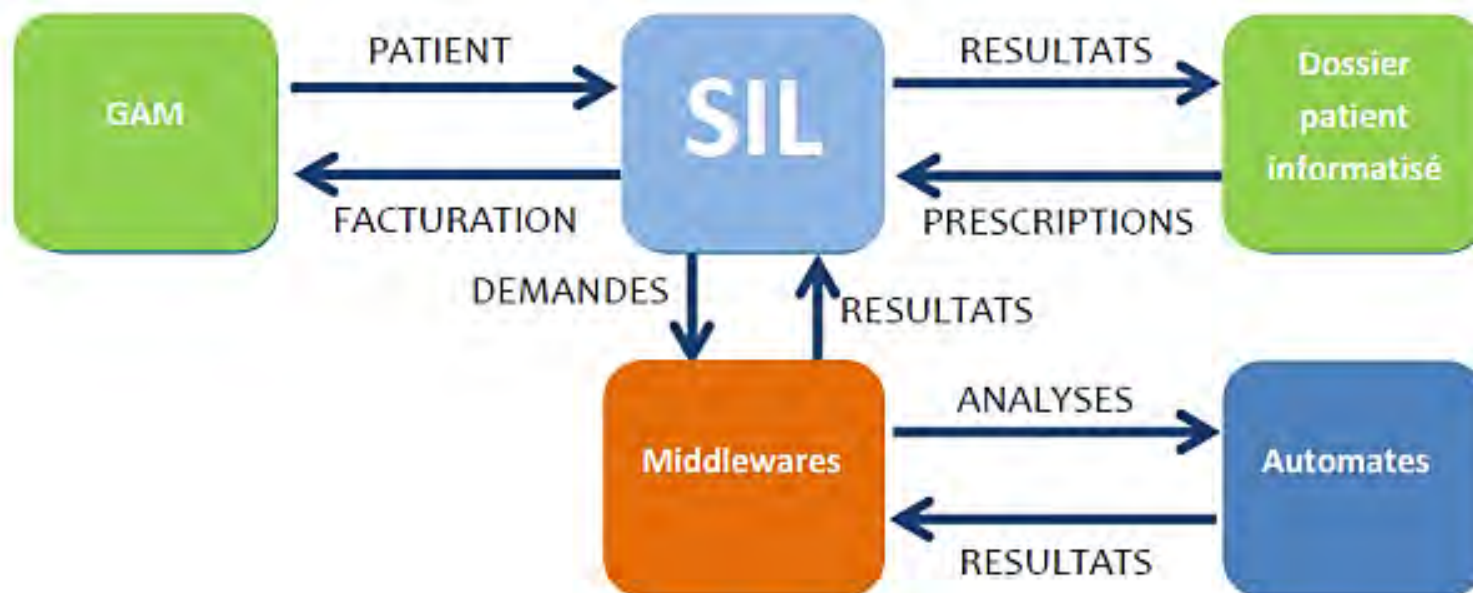 PATIENT
RESULTATS
GAM
SIL
Dossier
patient
informatisé
FACTURATION
PRESCRIPTIONS
DEMANDES
RESULTATS
ANALYSES
Middlewares
Automates
RESULTATS